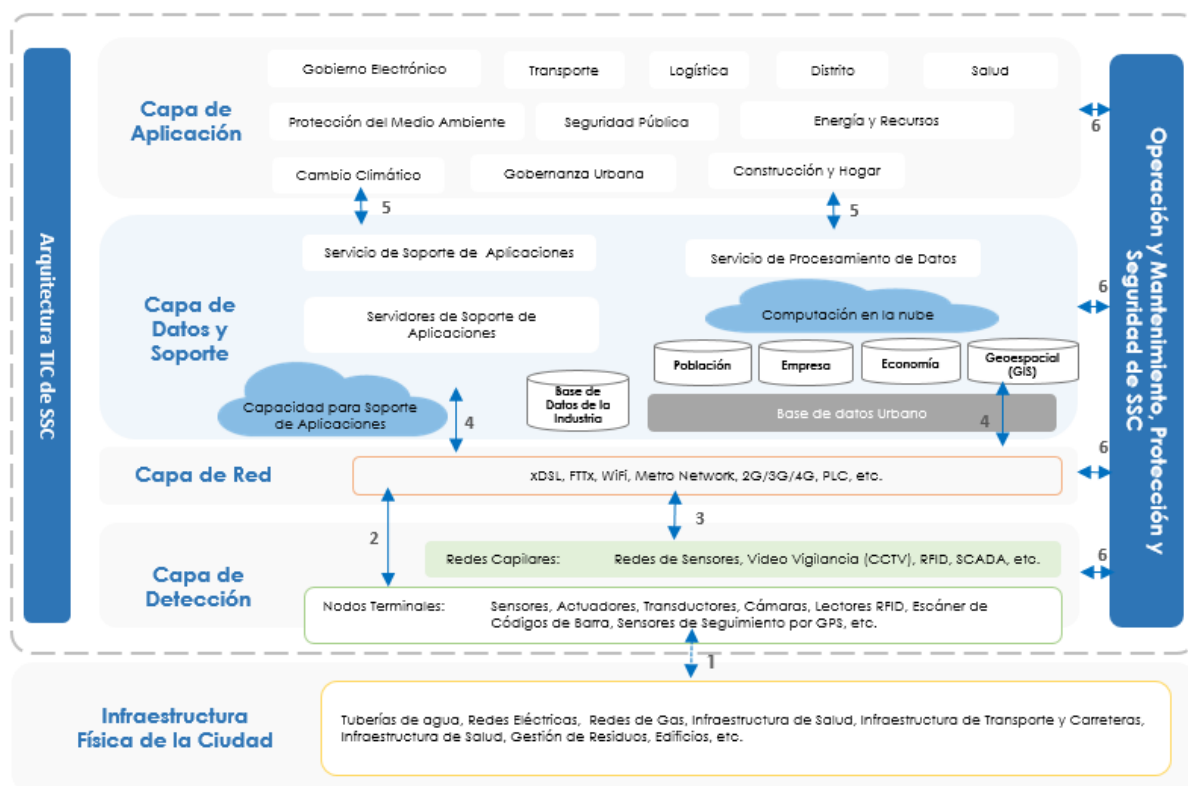 Arquitectura TIC de SSC
Capa de
Aplicación
Gobierno Electrónico
Transporte
Logística
Distrito
Salud
Protección del Medio Ambiente
Seguridad Pública
Energía y Recursos
Cambio Climático
Gobernanza Urbana
Construcción y Hogar
5
5
6
Capa de
Datos y
Soporte
Servicio de Soporte de Aplicaciones
Servicio de Procesamiento de Datos
Servidores de Soporte de
Aplicaciones
Computación en la nube
Población
Empresa
Economía
Geoespacial
(GIS)
Capacidad para Soporte
de Aplicaciones
Base de
Datos de la
Industria
Base de datos Urbano
4
4
6
Capa de Red
xDSL, FTTx, WiFi, Metro Network, 2G/3G/4G, PLC, etc.
6
2
3
Capa de
Detección
Redes Capilares: Redes de Sensores, Video Vigilancia (CCTV), RFID, SCADA, etc.
Nodos Terminales: Sensores, Actuadores, Transductores, Cámaras, Lectores RFID, Escáner de
Códigos de Barra, Sensores de Seguimiento por GPS, etc.
6
1
Operación y Mantenimiento, Protección y
Seguridad de SSC
Infraestructura
Física de la Ciudad
Tuberías de agua, Redes Eléctricas, Redes de Gas, Infraestructura de Salud, Infraestructura de Transporte y Carreteras,
Infraestructura de Salud, Gestión de Residuos, Edificios, etc.